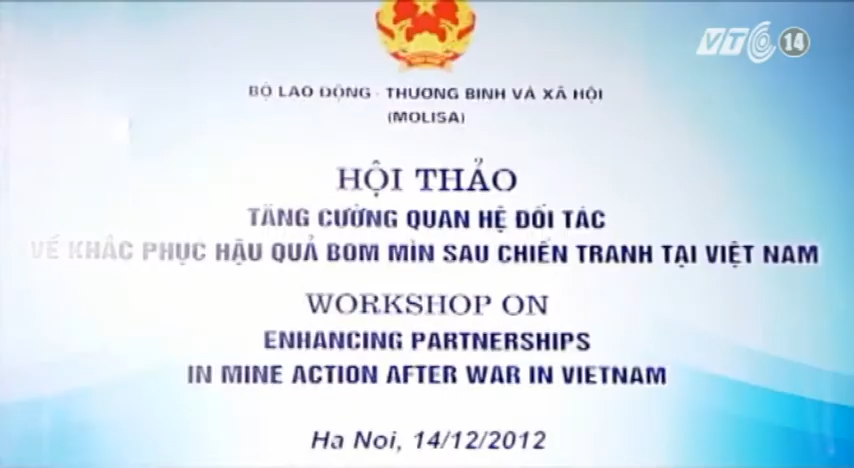 VTC 14
BỘ LAO ĐỘNG - THƯƠNG BINH VÀ XÃ HỘI
(MOLISA)
HỘI THẢO
TĂNG CƯỜNG QUAN HỆ ĐỐI TÁC
VỀ KHẮC PHỤC HẬU QUẢ BOM MÌN SAU CHIẾN TRANH TẠI VIỆT NAM
WORKSHOP ON
ENHANCING PARTNERSHIPS
IN MINE ACTION AFTER WAR IN VIETNAM
Ha Noi, 14/12/2012